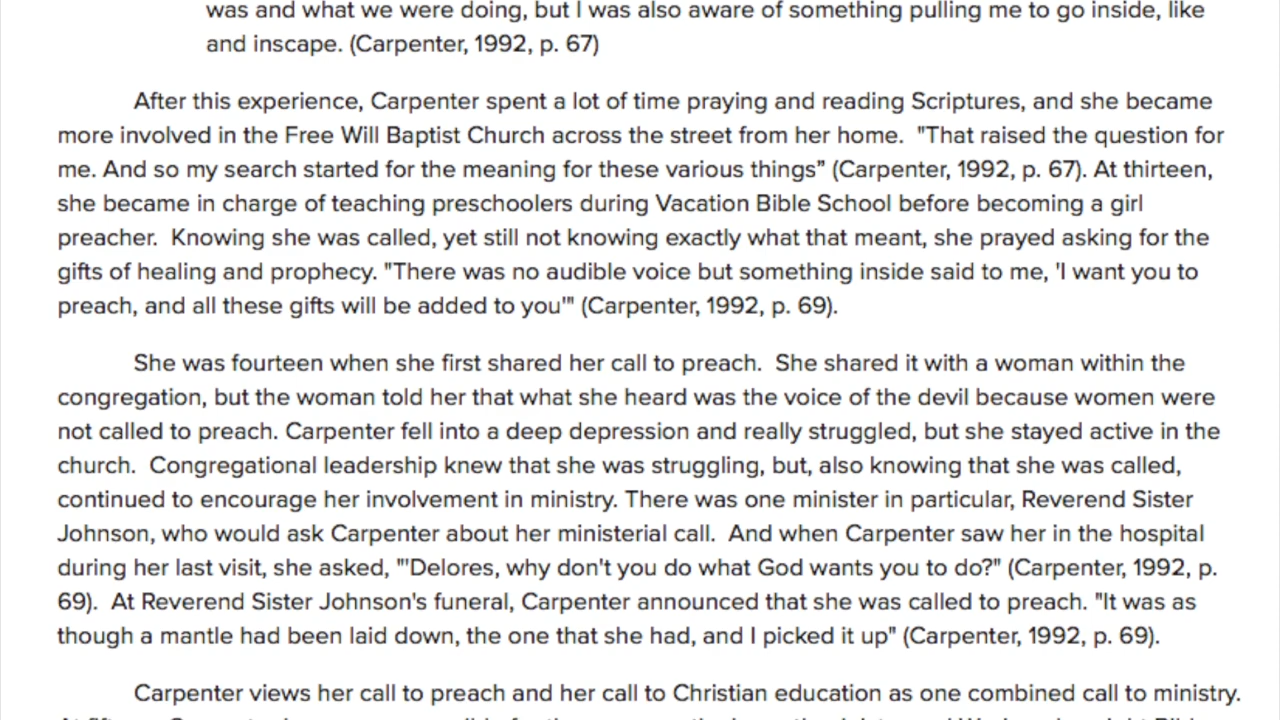 was and what we were doing, but I was also aware of something pulling me to go inside, like
and inscape. (Carpenter, 1992, p. 67)
After this experience, Carpenter spent a lot of time praying and reading Scriptures, and she became
more involved in the Free Will Baptist Church across the street from her home.  "That raised the question for
me. And so my search started for the meaning for these various things” (Carpenter, 1992, p. 67). At thirteen,
she became in charge of teaching preschoolers during Vacation Bible School before becoming a girl
preacher.  Knowing she was called, yet still not knowing exactly what that meant, she prayed asking for the
gifts of healing and prophecy. "There was no audible voice but something inside said to me, 'I want you to
preach, and all these gifts will be added to you'" (Carpenter, 1992, p. 69).
She was fourteen when she first shared her call to preach.  She shared it with a woman within the
congregation, but the woman told her that what she heard was the voice of the devil because women were
not called to preach. Carpenter fell into a deep depression and really struggled, but she stayed active in the
church.  Congregational leadership knew that she was struggling, but, also knowing that she was called,
continued to encourage her involvement in ministry. There was one minister in particular, Reverend Sister
Johnson, who would ask Carpenter about her ministerial call.  And when Carpenter saw her in the hospital
during her last visit, she asked, "'Delores, why don't you do what God wants you to do?" (Carpenter, 1992, p.
69).  At Reverend Sister Johnson's funeral, Carpenter announced that she was called to preach. "It was as
though a mantle had been laid down, the one that she had, and I picked it up" (Carpenter, 1992, p. 69).
Carpenter views her call to preach and her call to Christian education as one combined call to ministry.